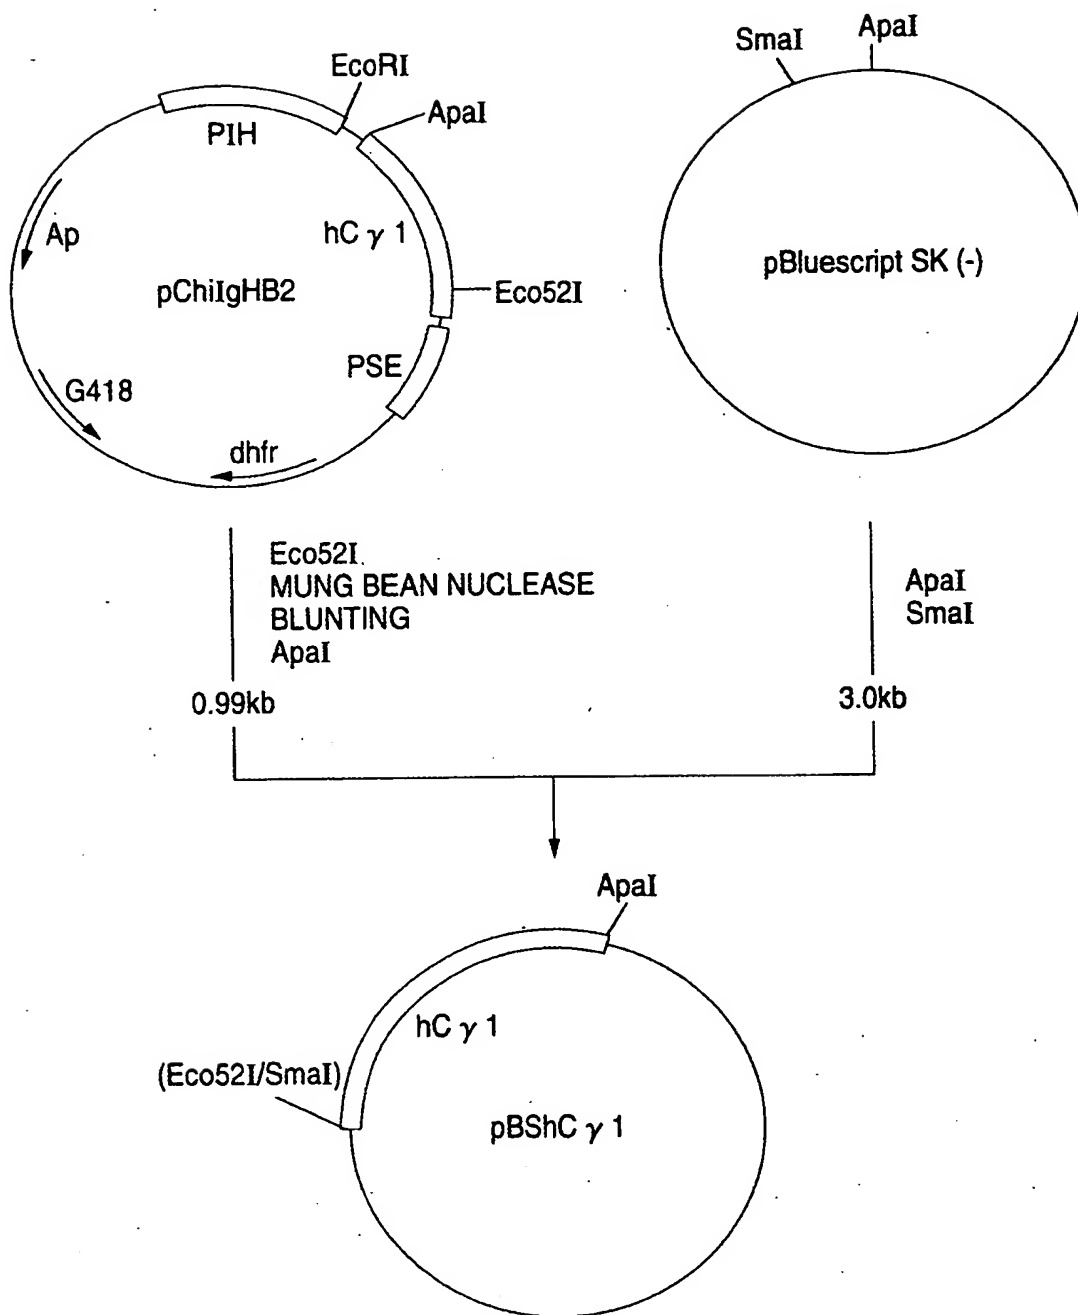 EcoRI
ApaI
PIH
hC γ 1
Ap
pChiIgHB2
Eco52I
PSE
G418
dhfr
SmaI
ApaI
pBluescript SK (-)
Eco52I
MUNG BEAN NUCLEASE
BLUNTING
ApaI
0.99kb
ApaI
SmaI
3.0kb
ApaI
hC γ 1
(Eco52I/SmaI)
pBShC γ 1